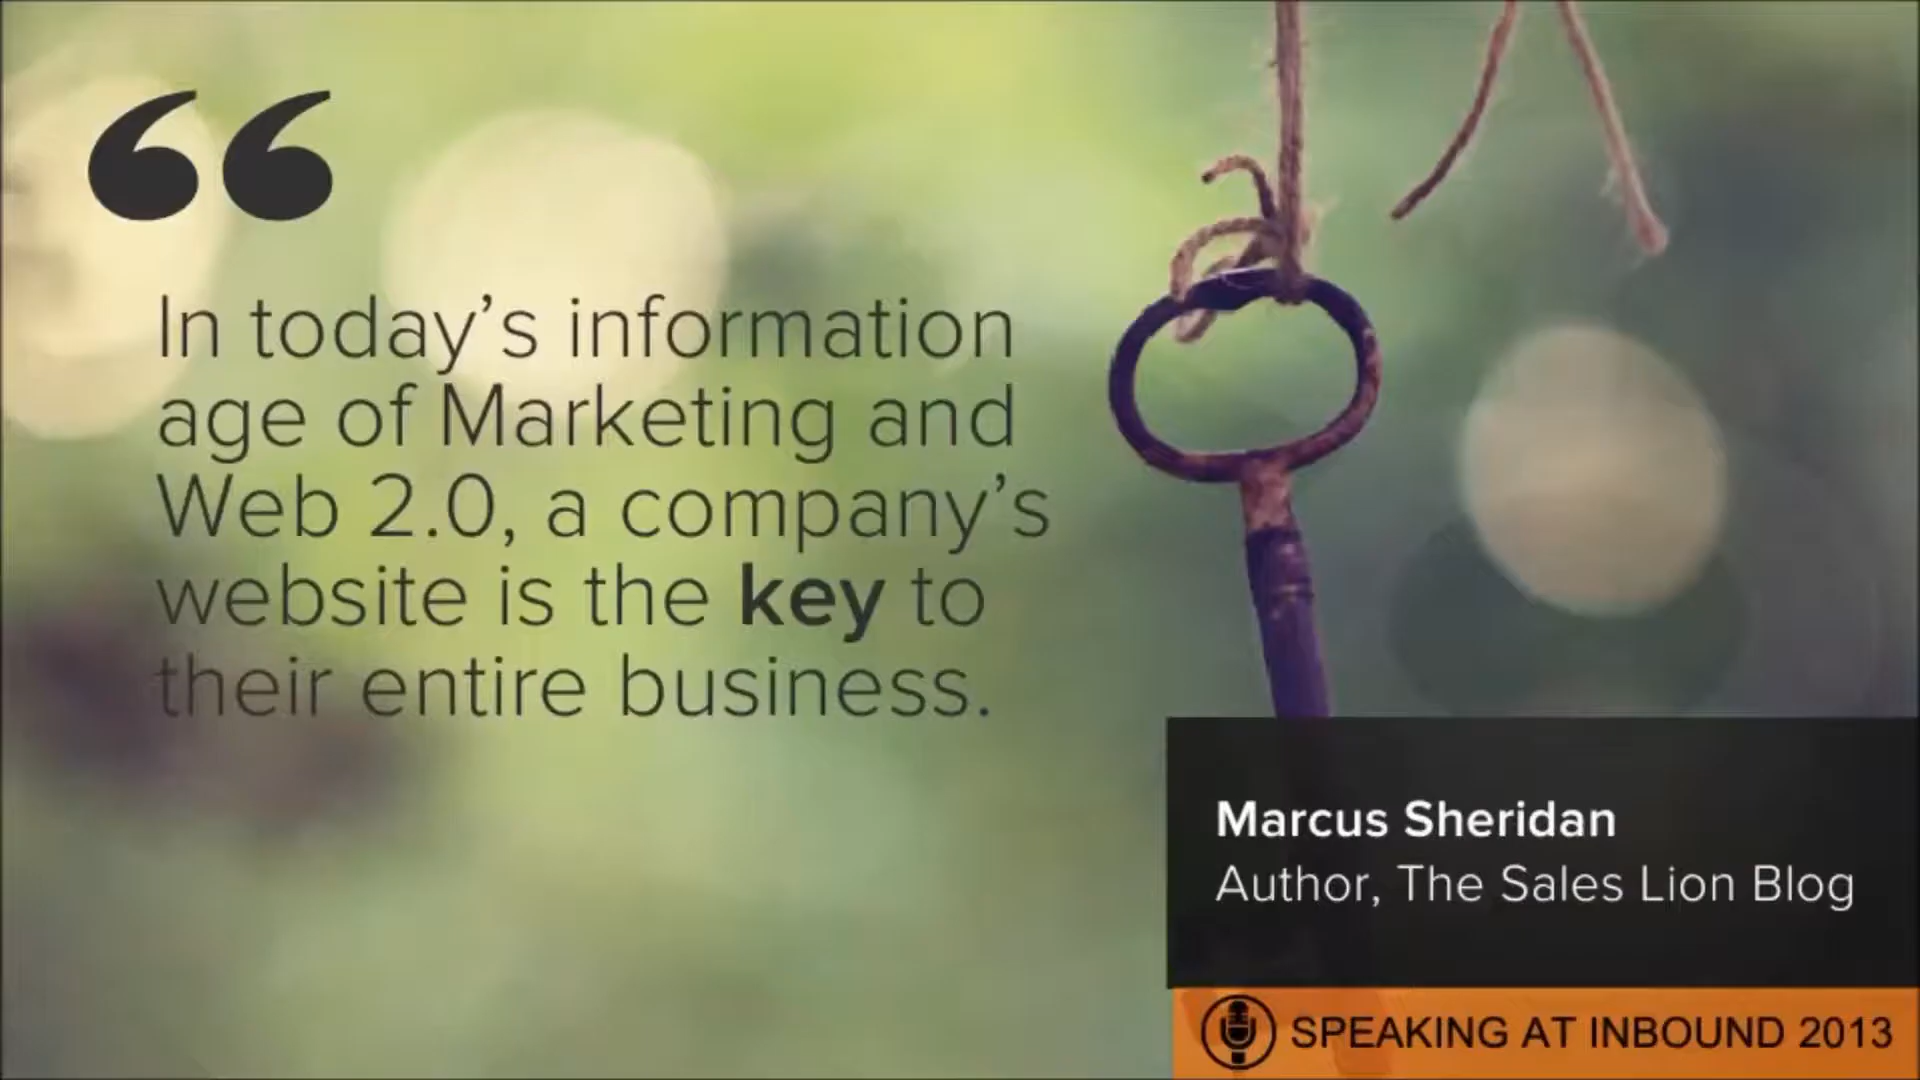 “
In today’s information
age of Marketing and
Web 2.0, a company’s
website is the key to
their entire business.
Marcus Sheridan
Author, The Sales Lion Blog
SPEAKING AT INBOUND 2013